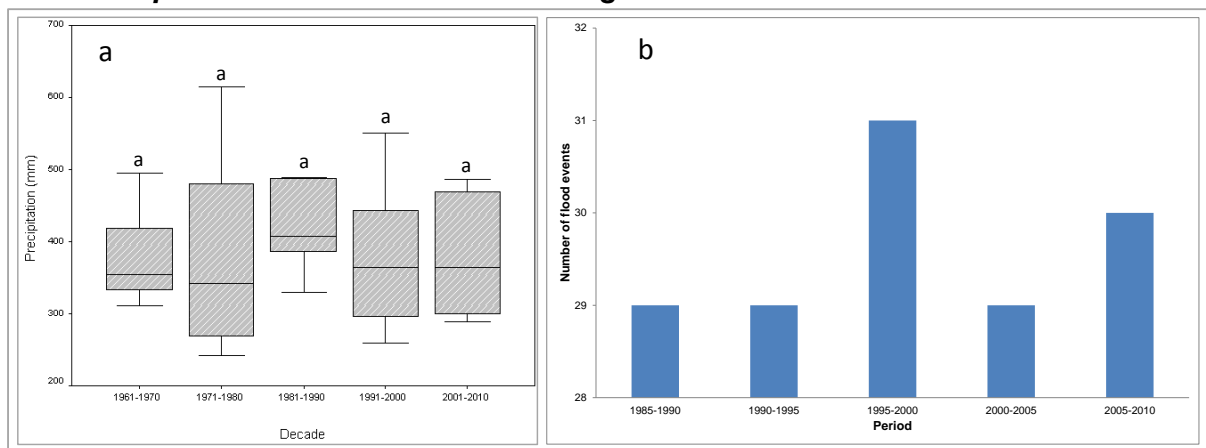 a
Precipitation (mm)
700
600
500
400
300
200
a
a
a
a
a
1961-1970
1971-1980
1981-1990
1991-2000
2001-2010
Decade
b
Number of flood events
32
31
30
29
28
1985-1990
1990-1995
1995-2000
2000-2005
2005-2010
Period